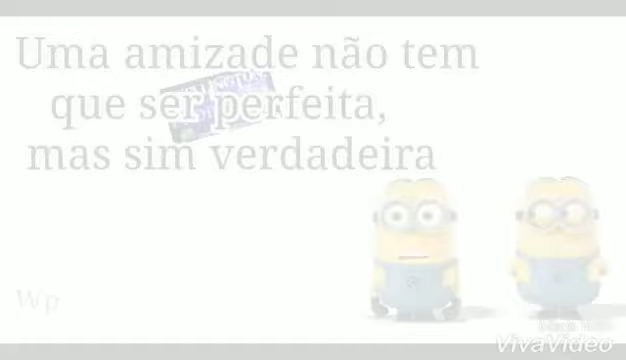 Uma amizade não tem
que ser perfeita,
mas sim verdadeira
Wp
VivaVideo